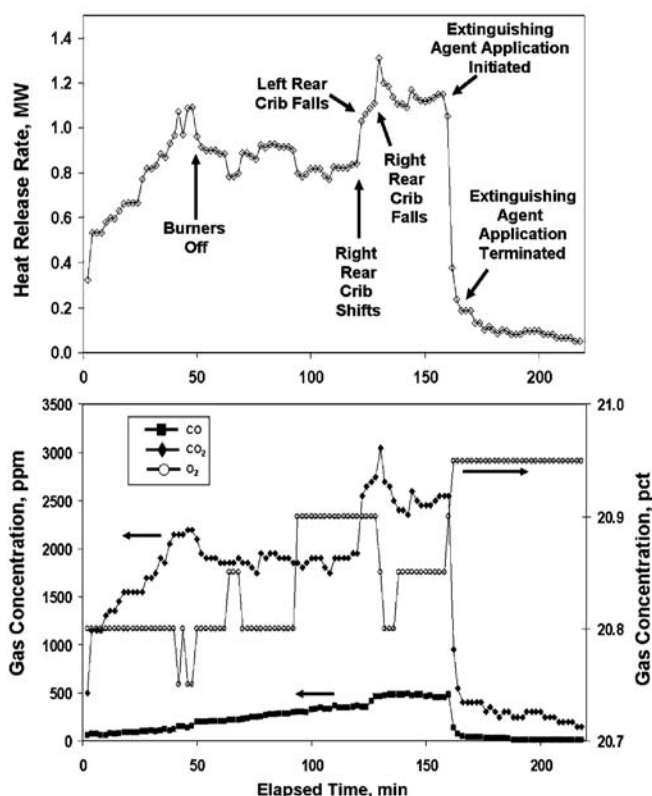 Heat Release Rate, MW
1.4
1.2
1.0
0.8
0.6
0.4
0.2
0.0
0
50
100
150
200
Burners
Off
Left Rear
Crib Falls
Right
Rear
Crib
Shifts
Right
Rear
Crib
Falls
Extinguishing
Agent Application
Initiated
Extinguishing
Agent
Application
Terminated
Gas Concentration, ppm
3500
3000
2500
2000
1500
1000
500
0
CO
CO₂
O₂
21.0
20.9
20.8
20.7
Gas Concentration, pct
0
50
100
150
200
Elapsed Time, min